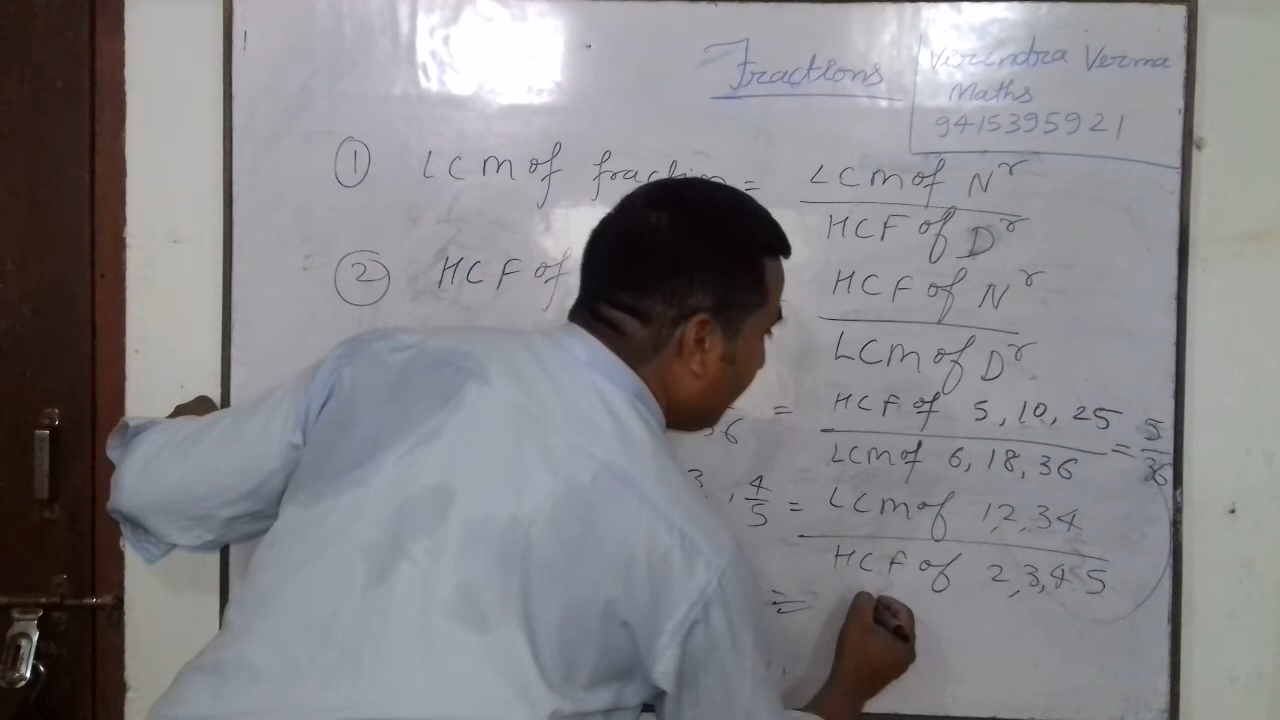 Fractions
Virendra Verma
Maths
9415395921
① LCM of fraction = LCM of Nʳ
HCF of Dʳ
② HCF of
HCF of Nʳ
LCM of Dʳ
= HCF of 5, 10, 25
LCM of 6, 18, 36
= 5/36
, 4/5 = LCM of 1,2,34
HCF of 2,3,4 5
=